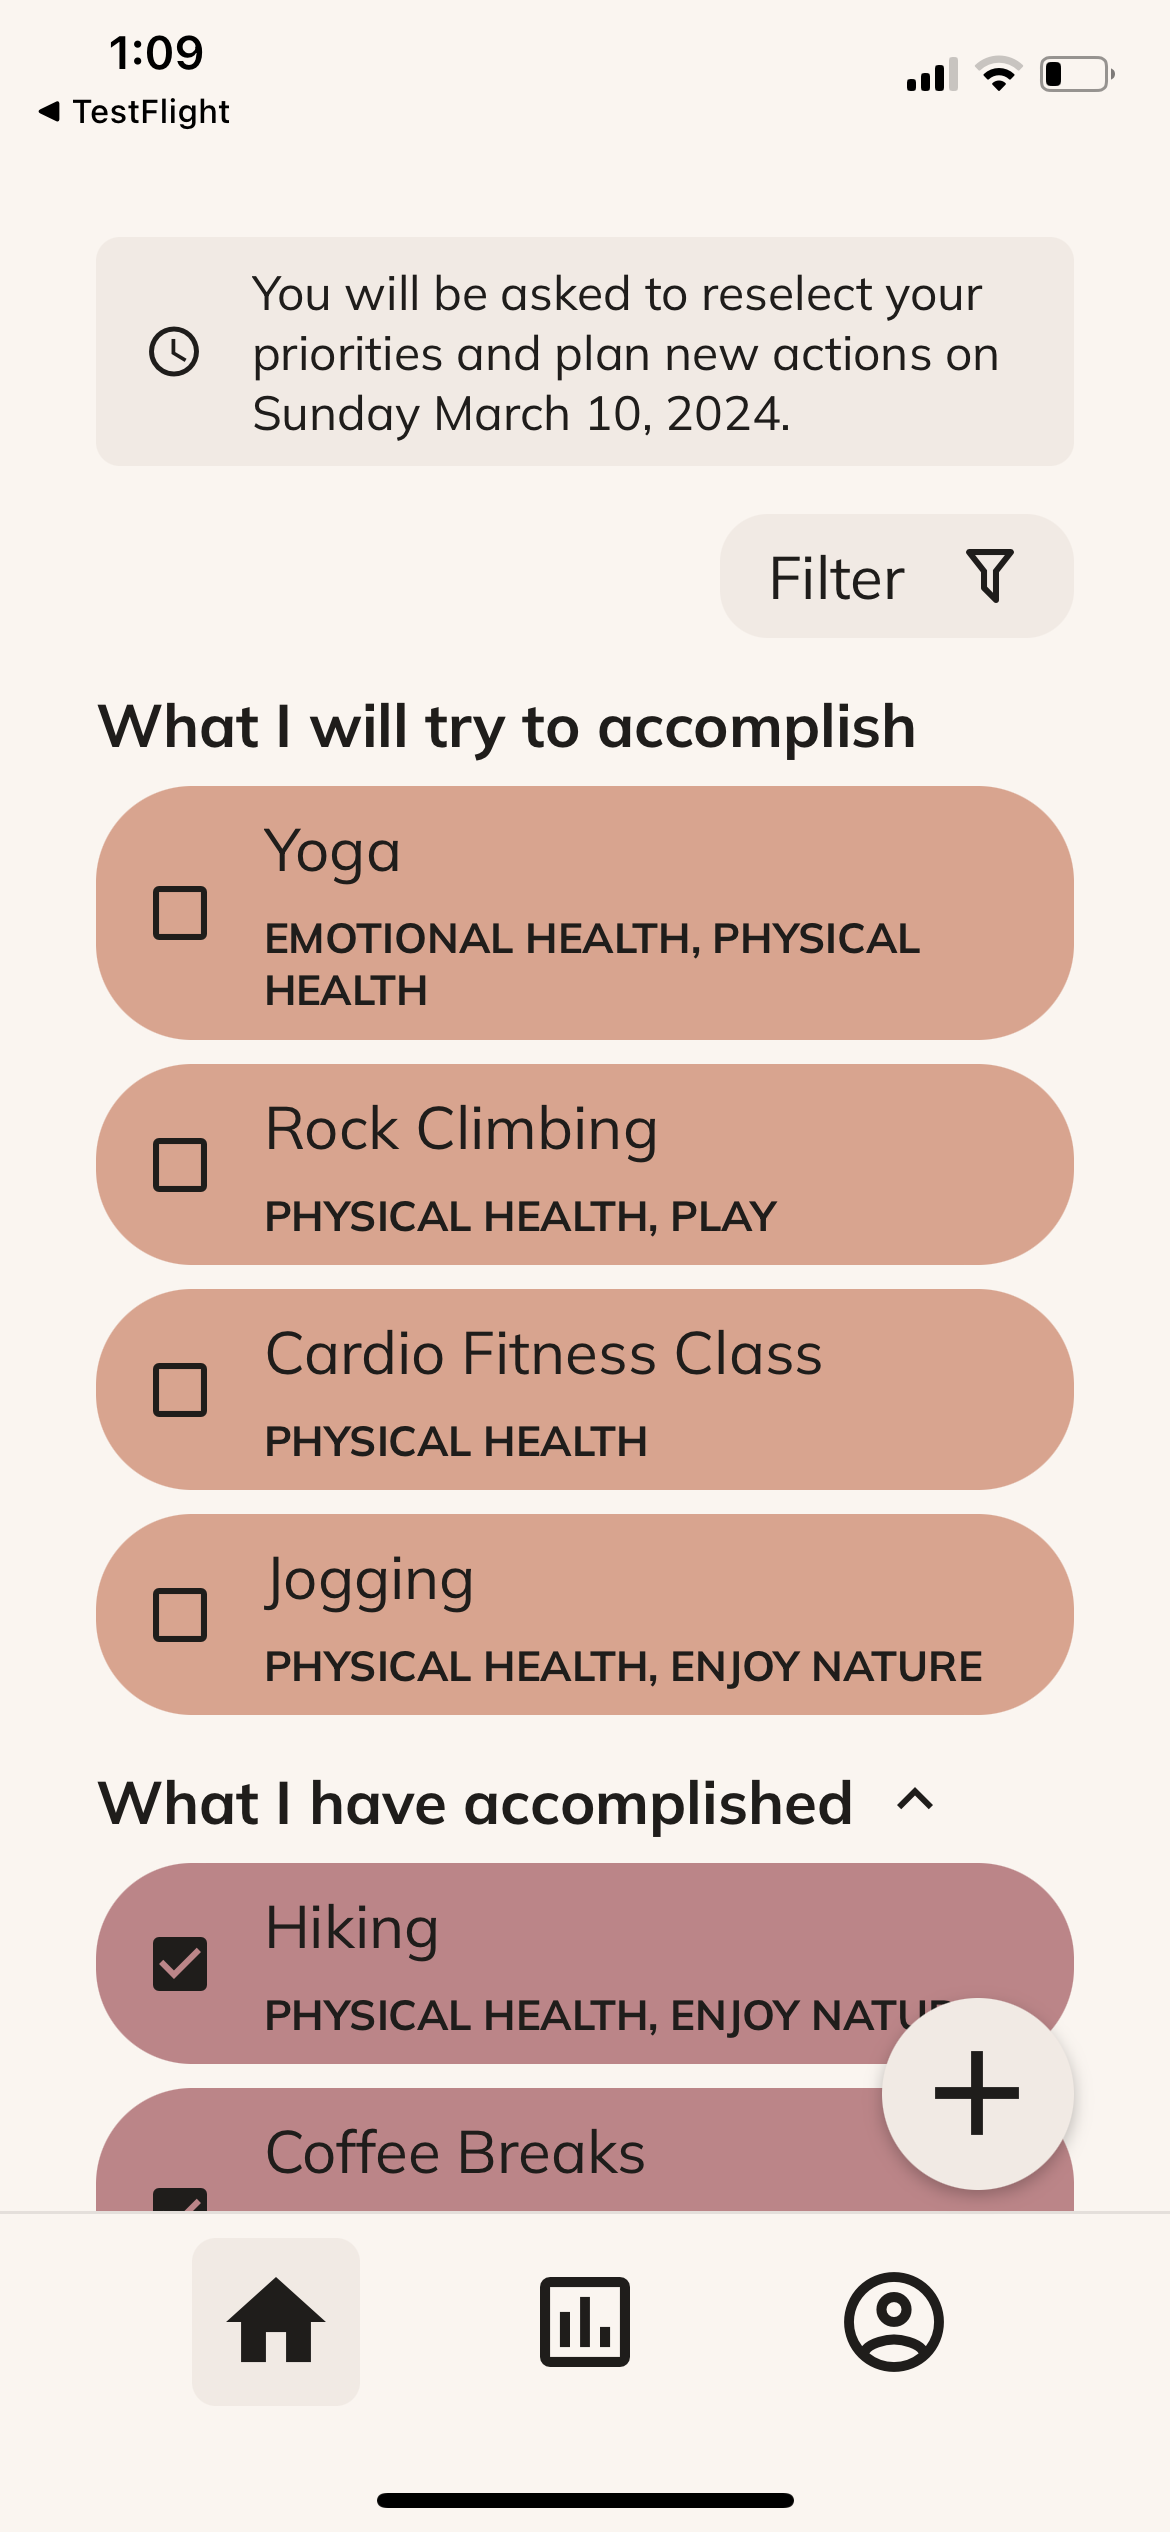 1:09
TestFlight
You will be asked to reselect your
priorities and plan new actions on
Sunday March 10, 2024.
Filter
What I will try to accomplish
Yoga
EMOTIONAL HEALTH, PHYSICAL
HEALTH
Rock Climbing
PHYSICAL HEALTH, PLAY
Cardio Fitness Class
PHYSICAL HEALTH
Jogging
PHYSICAL HEALTH, ENJOY NATURE
What I have accomplished
Hiking
PHYSICAL HEALTH, ENJOY
Coffee Breaks